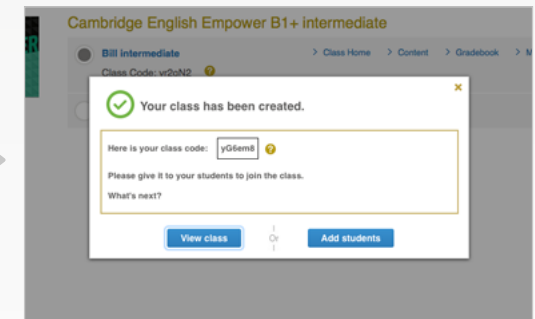 Cambridge English Empower B1+ intermediate
Bill intermediate
> Class Home > Content > Gradebook > M
Class Code: vr2oN2 ?
×
Your class has been created.
Here is your class code: yG6em8 ?
Please give it to your students to join the class.
What's next?
View class Or Add students